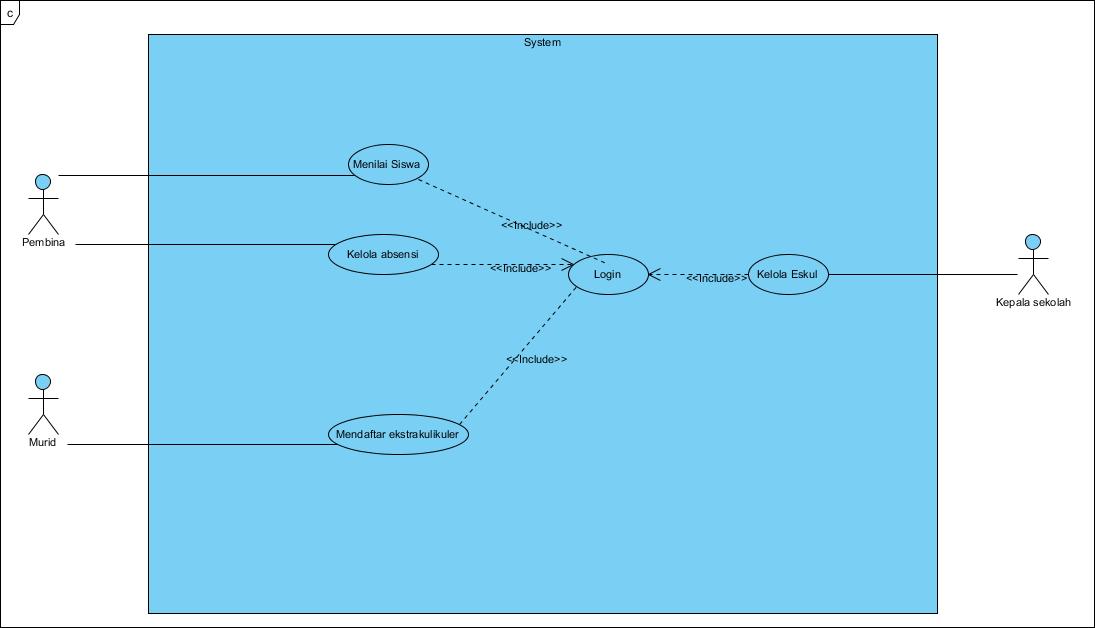 c
System
Menilai Siswa
<<Include>>
Pembina
Kelola absensi
<<Include>>
Login
<<Include>>
Kelola Eskul
Kepala sekolah
<<Include>>
Murid
Mendaftar ekstrakulikuler